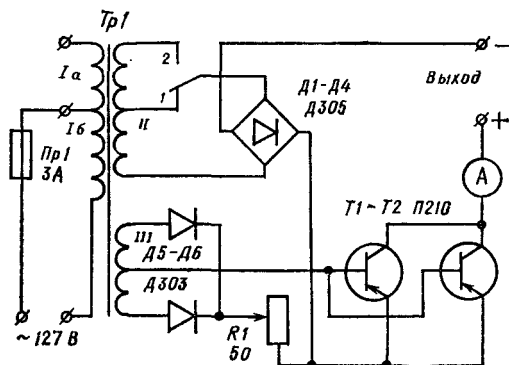 Тр1
Iа
Iб
2
1
II
Д1-Д4
Д305
Выход
−
+
А
Пр1
3А
~127 В
III
Д5-Д6
Д303
R1
50
Т1-Т2 П210